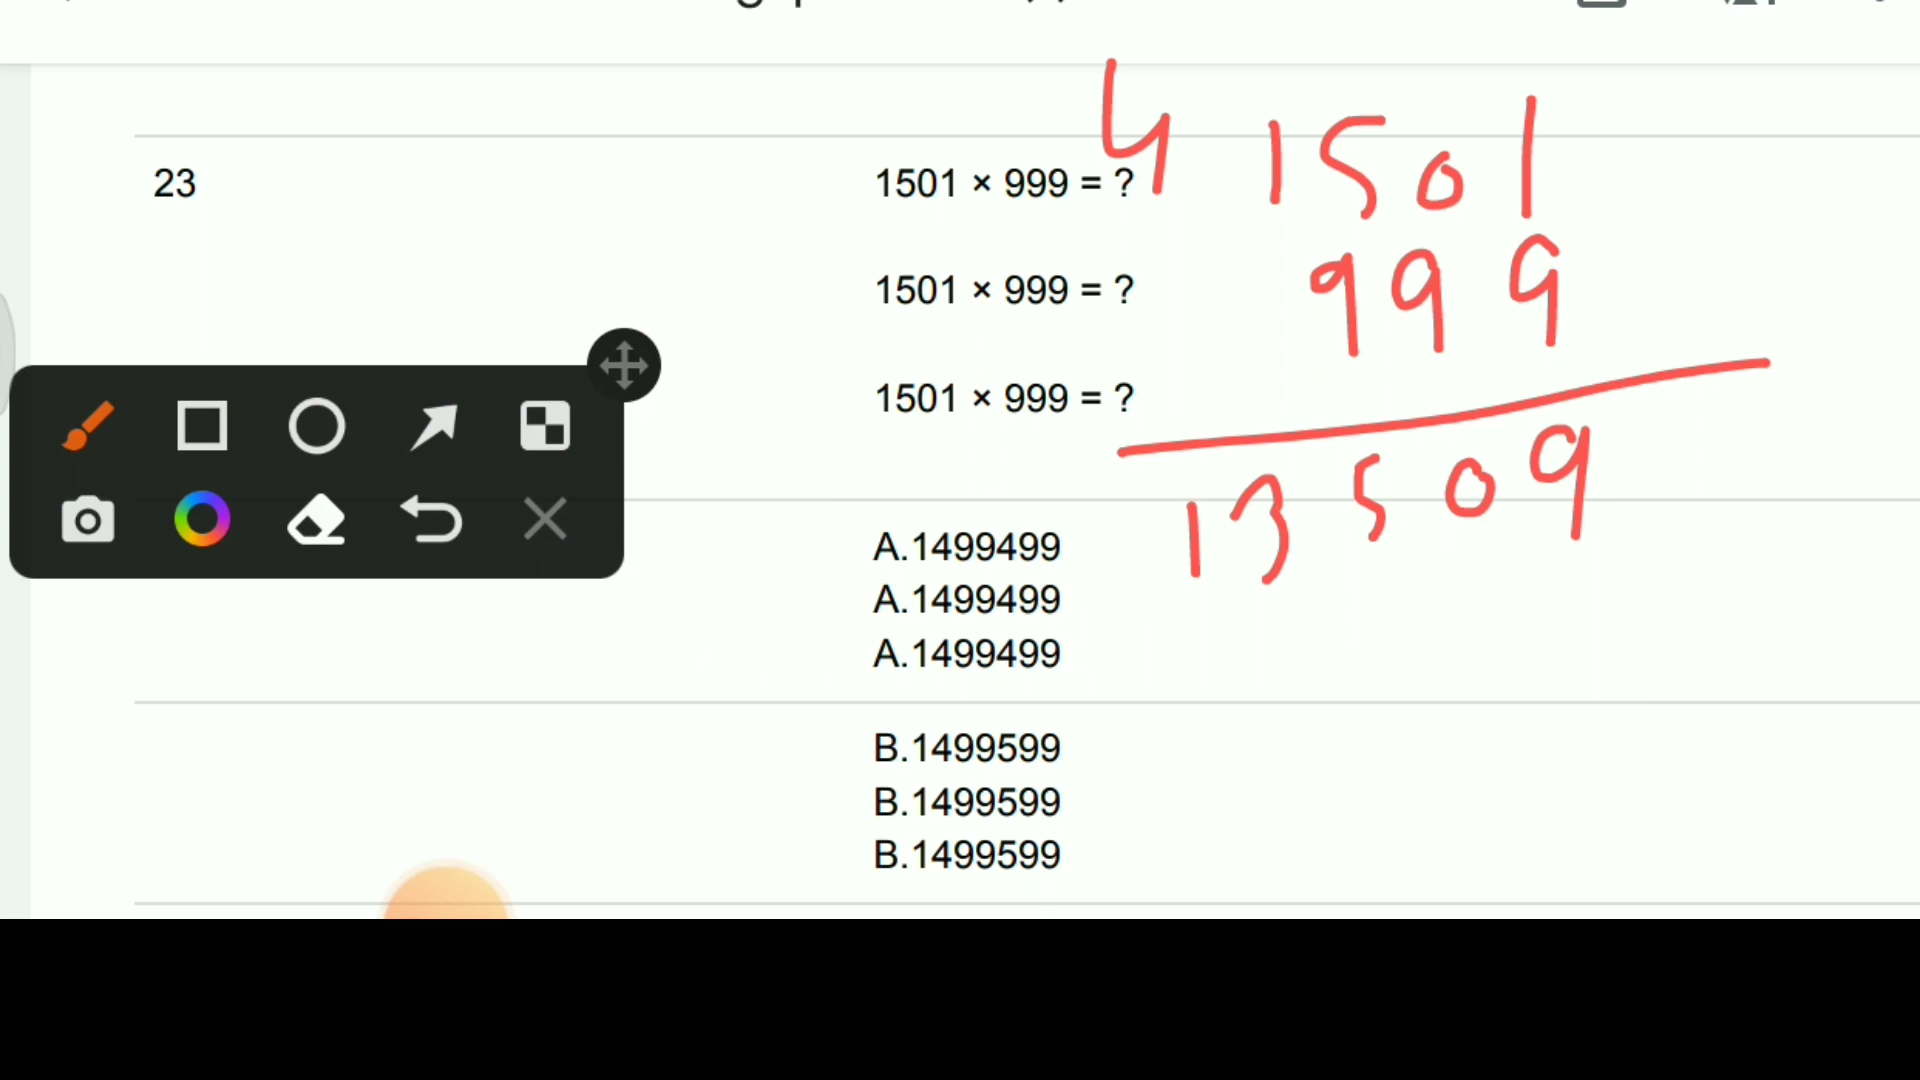 23
1501 × 999 = ?
1501 × 999 = ?
1501 × 999 = ?
4
1501
999
13509
A.1499499
A.1499499
A.1499499
B.1499599
B.1499599
B.1499599